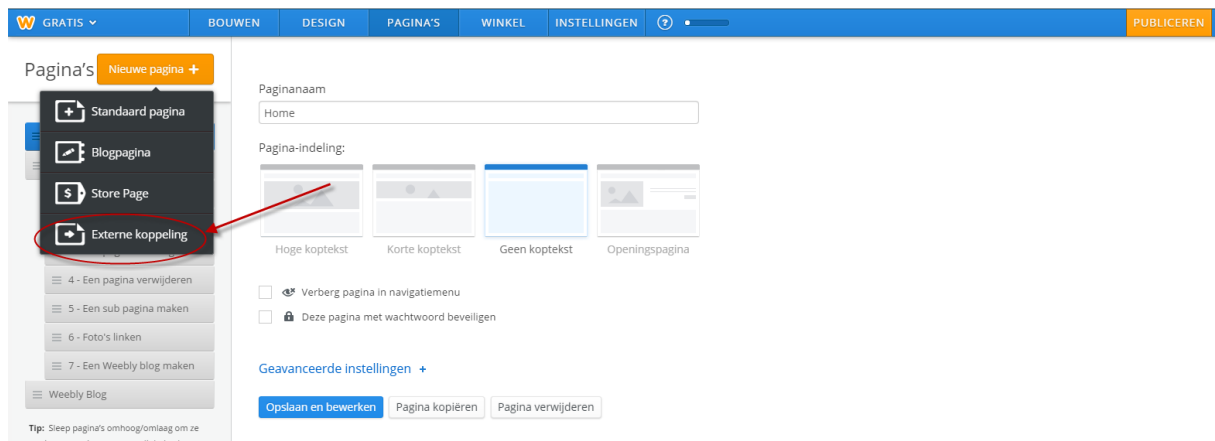 GRATIS
BOUWEN
DESIGN
PAGINA'S
WINKEL
INSTELLINGEN
?
PUBLICEREN
Pagina's
Nieuwe pagina +
Standaard pagina
Blogpagina
$ Store Page
Externe koppeling
4 - Een pagina verwijderen
5 - Een sub pagina maken
6 - Foto's linken
7 - Een Weebly blog maken
Weebly Blog
Tip: Sleep pagina's omhoog/omlaag om ze
Paginanaam
Home
Pagina-indeling:
Hoge koptekst
Korte koptekst
Geen koptekst
Openingspagina
Verberg pagina in navigatiemenu
Deze pagina met wachtwoord beveiligen
Geavanceerde instellingen +
Opslaan en bewerken
Pagina kopiëren
Pagina verwijderen